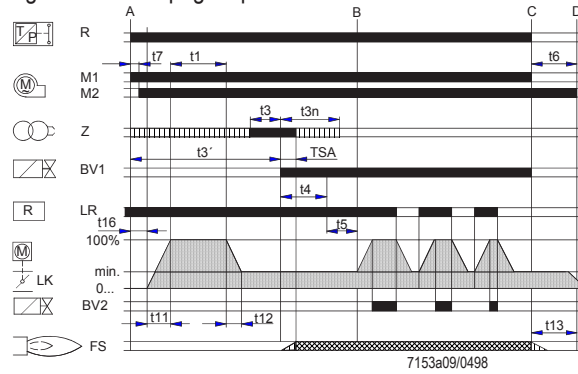 A B C D
T P R
t7 t1 t6
M M1
M2
t3 t3n
Z
t3´ TSA
BV1
t4
R LR
t16 t5
100%
M
min.
LK
0...
BV2
t11 t12 t13
FS
7153a09/0498